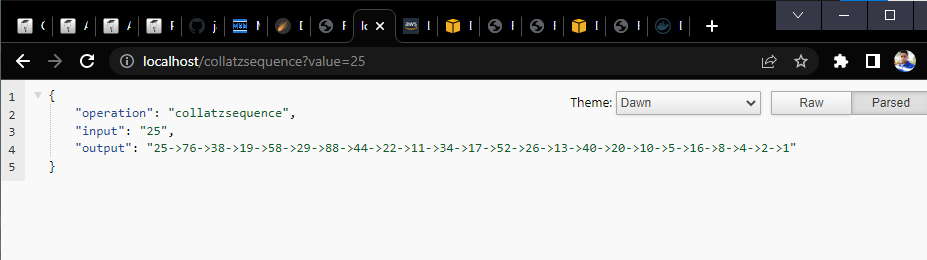 localhost/collatzsequence?value=25
Theme: Dawn Raw Parsed
1 {
2 "operation": "collatzsequence",
3 "input": "25",
4 "output": "25->76->38->19->58->29->88->44->22->11->34->17->52->26->13->40->20->10->5->16->8->4->2->1"
5 }